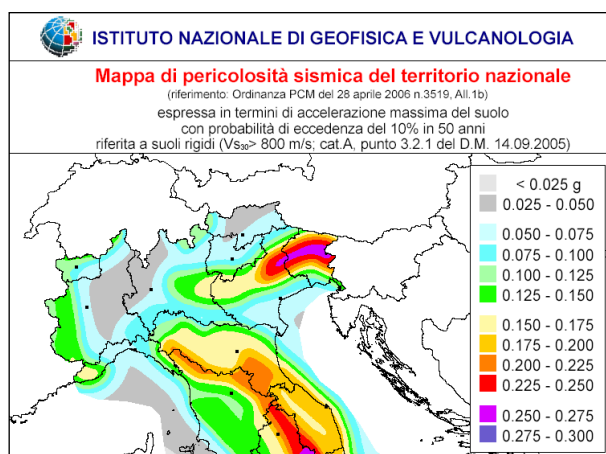 ISTITUTO NAZIONALE DI GEOFISICA E VULCANOLOGIA
Mappa di pericolosità sismica del territorio nazionale
(riferimento: Ordinanza PCM del 28 aprile 2006 n.3519, All.1b)
espressa in termini di accelerazione massima del suolo
con probabilità di eccedenza del 10% in 50 anni
riferita a suoli rigidi (Vs₃₀> 800 m/s; cat.A, punto 3.2.1 del D.M. 14.09.2005)
< 0.025 g
0.025 - 0.050
0.050 - 0.075
0.075 - 0.100
0.100 - 0.125
0.125 - 0.150
0.150 - 0.175
0.175 - 0.200
0.200 - 0.225
0.225 - 0.250
0.250 - 0.275
0.275 - 0.300